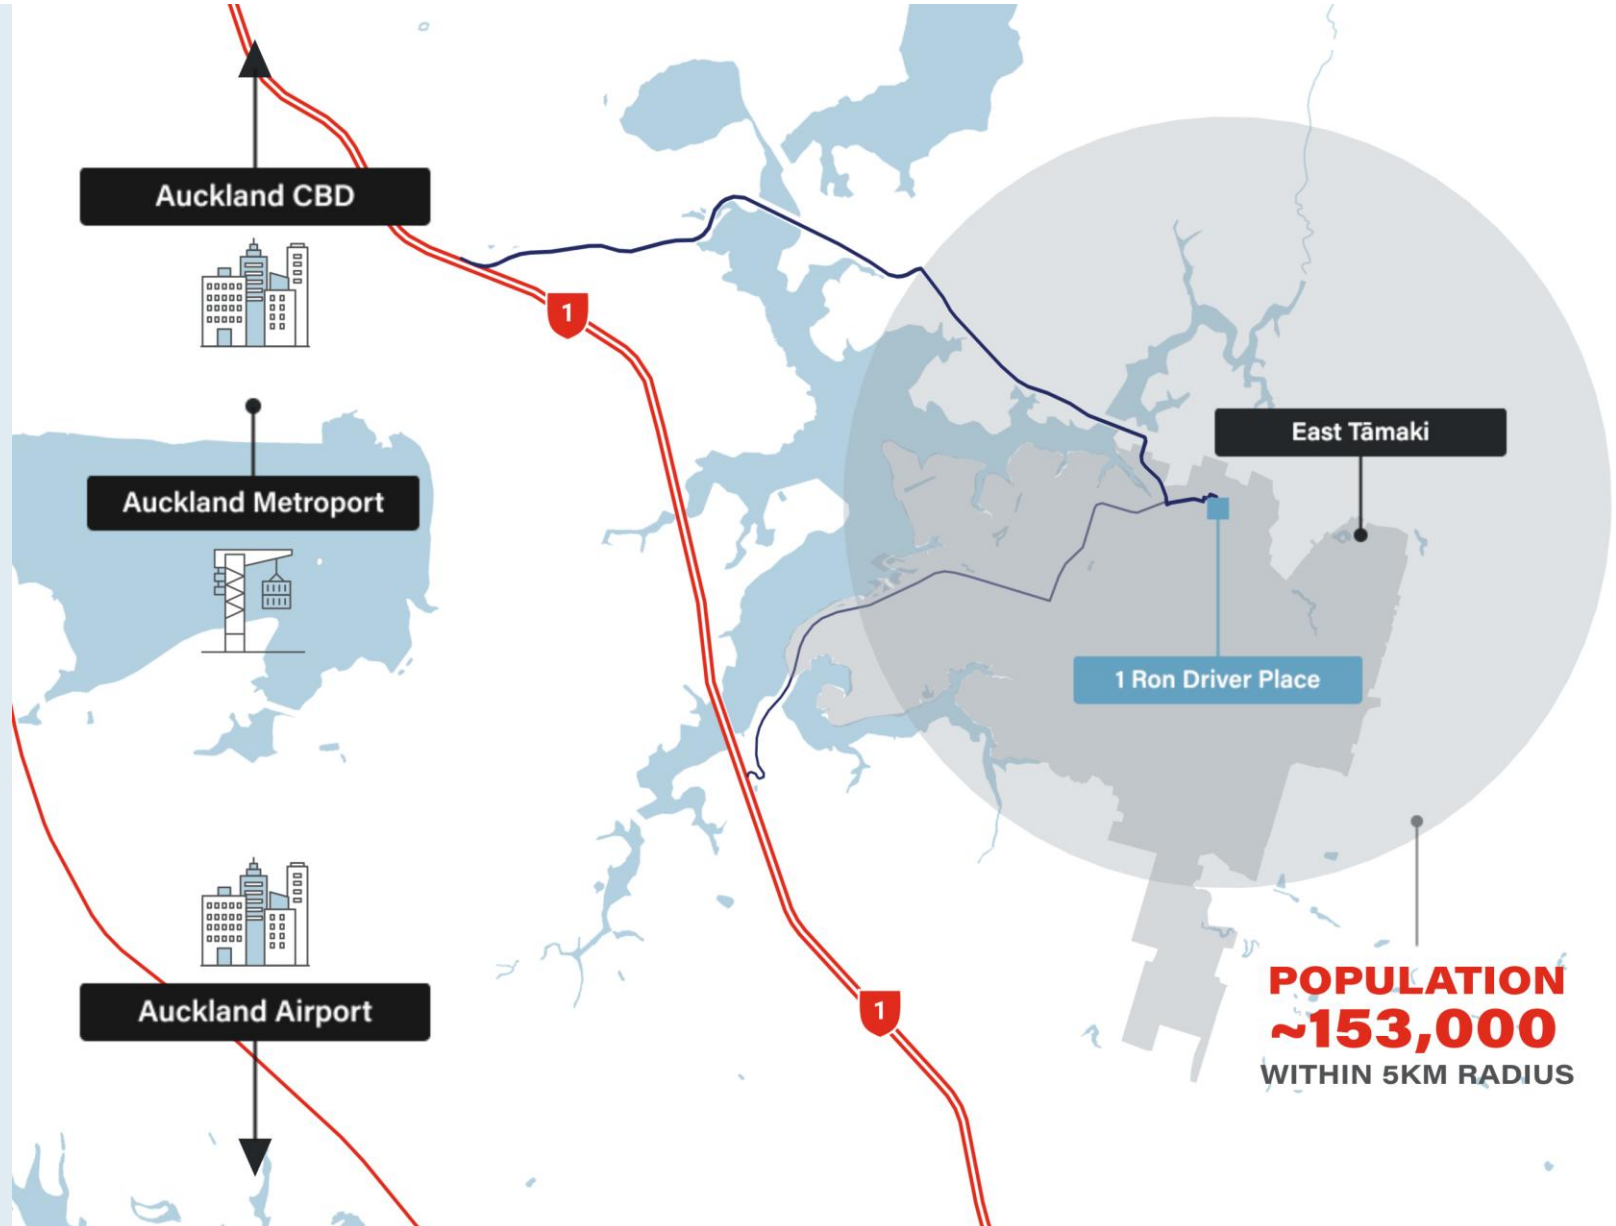 Auckland CBD
1
East Tāmaki
Auckland Metroport
1 Ron Driver Place
Auckland Airport
1
POPULATION
~153,000
WITHIN 5KM RADIUS